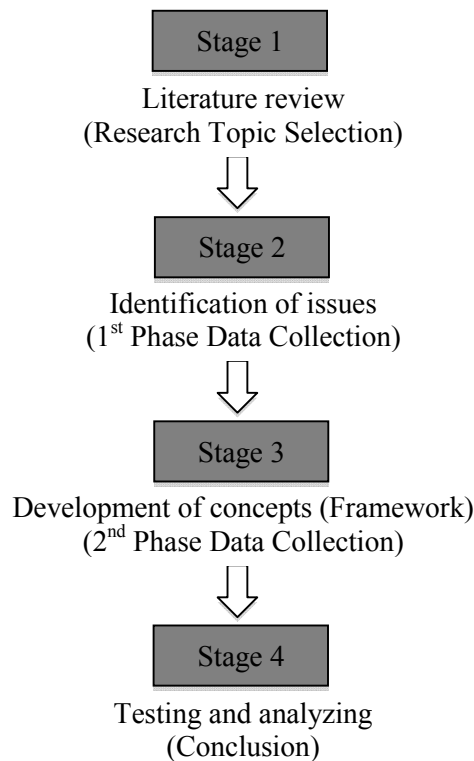 Stage 1
Literature review
(Research Topic Selection)
Stage 2
Identification of issues
(1st Phase Data Collection)
Stage 3
Development of concepts (Framework)
(2nd Phase Data Collection)
Stage 4
Testing and analyzing
(Conclusion)